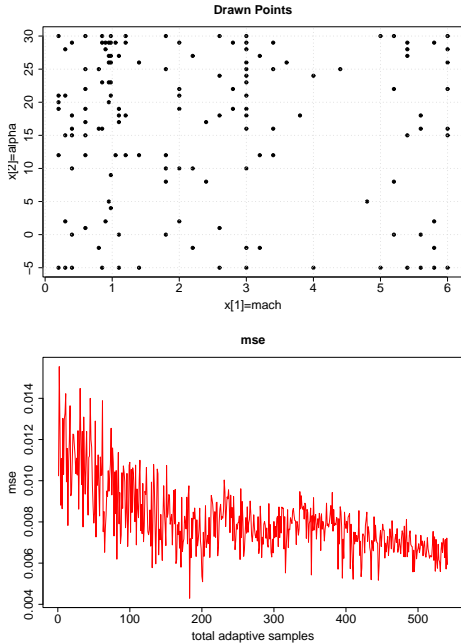 Drawn Points
x[2]=alpha
30
25
20
15
10
5
0
−5
0 1 2 3 4 5 6
x[1]=mach
mse
mse
0.014
0.012
0.010
0.008
0.006
0.004
0 100 200 300 400 500
total adaptive samples